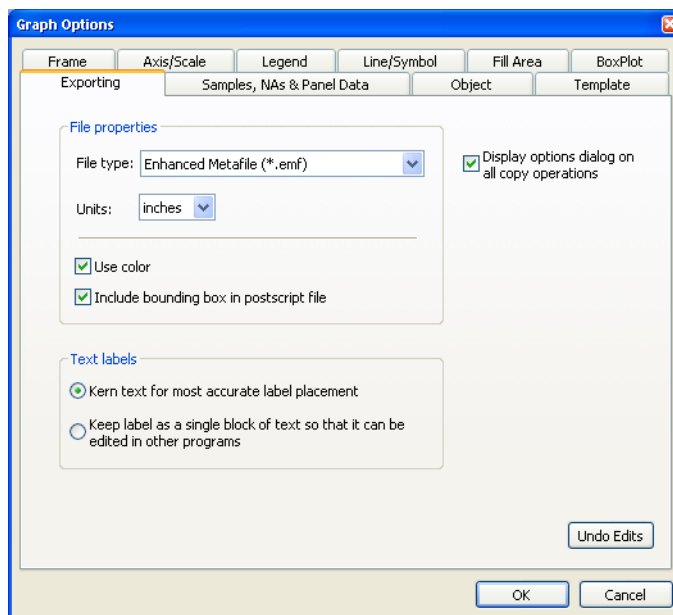 Graph Options
Frame
Axis/Scale
Legend
Line/Symbol
Fill Area
BoxPlot
Exporting
Samples, NAs & Panel Data
Object
Template
File properties
File type:
Enhanced Metafile (*.emf)
Display options dialog on
all copy operations
Units:
inches
Use color
Include bounding box in postscript file
Text labels
Kern text for most accurate label placement
Keep label as a single block of text so that it can be
edited in other programs
Undo Edits
OK
Cancel